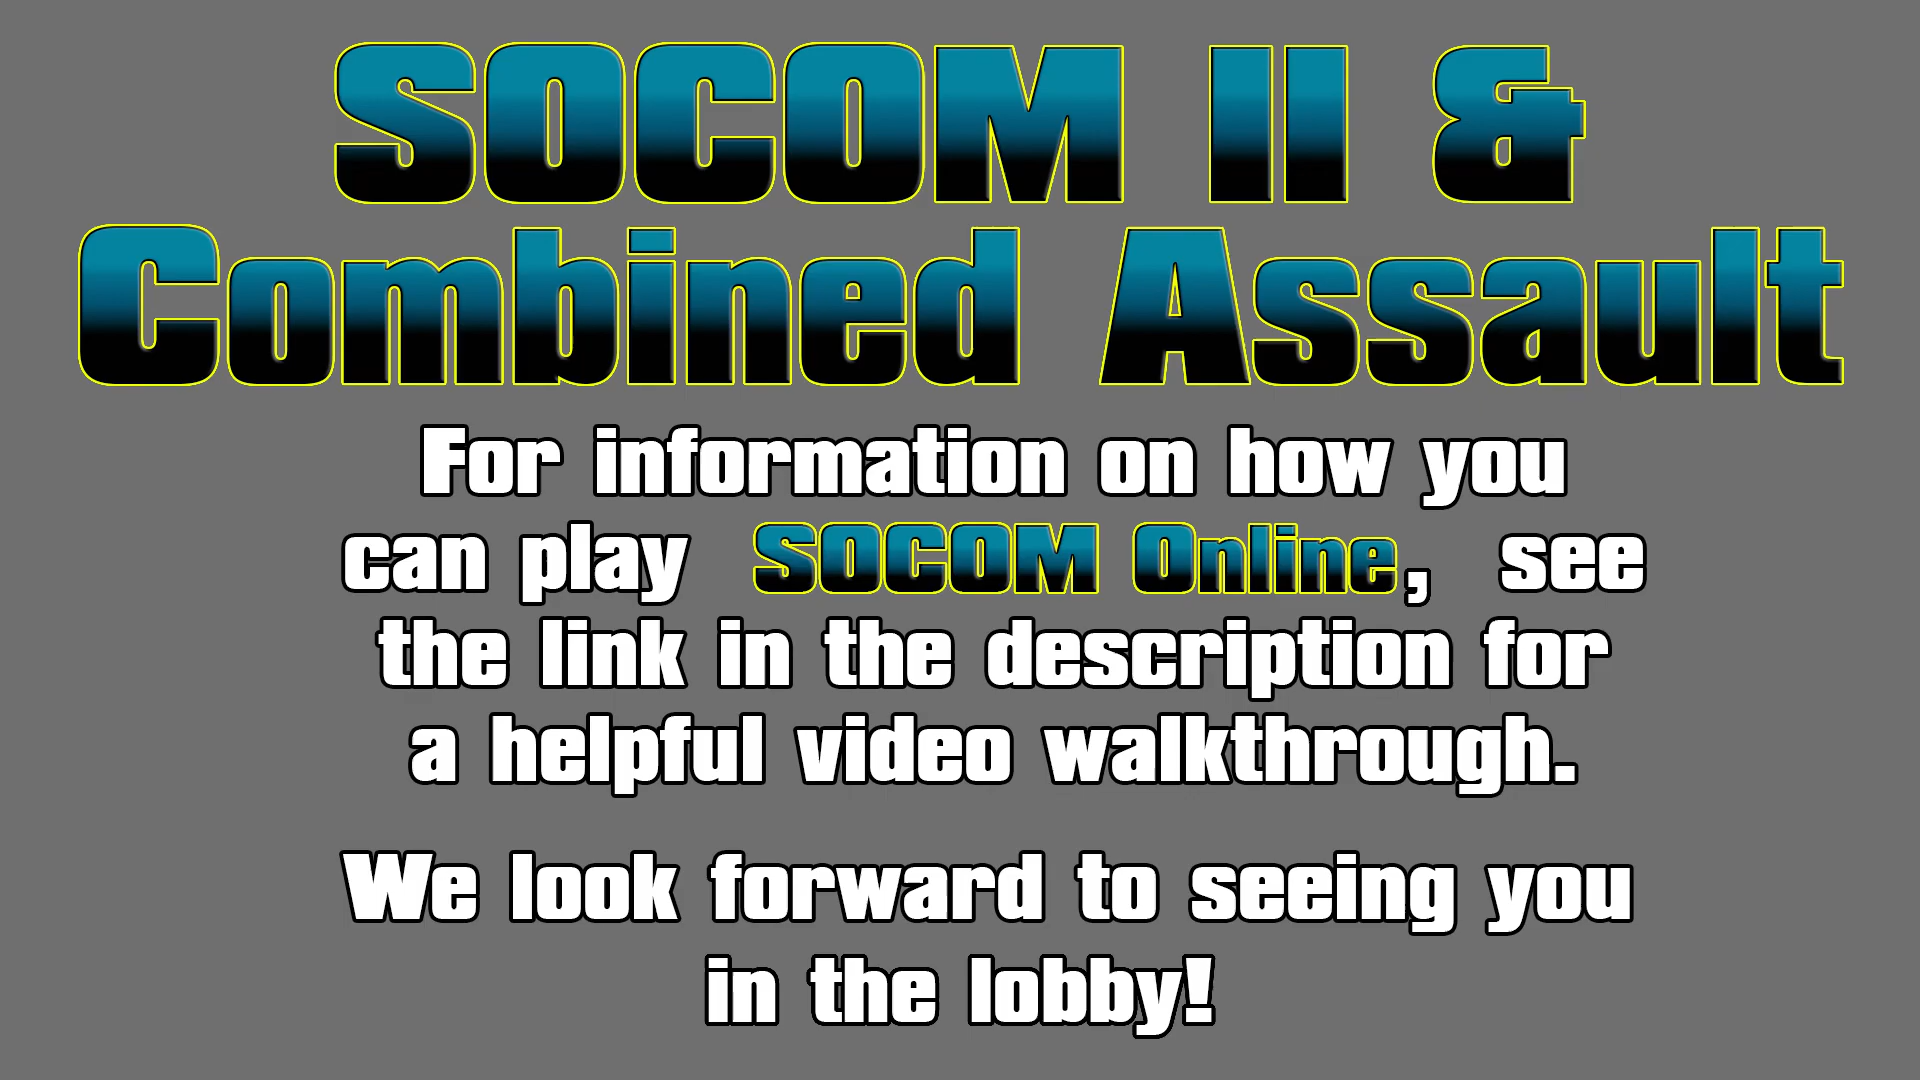 SOCOM II &
Combined Assault
For information on how you
can play SOCOM Online, see
the link in the description for
a helpful video walkthrough.
We look forward to seeing you
in the lobby!